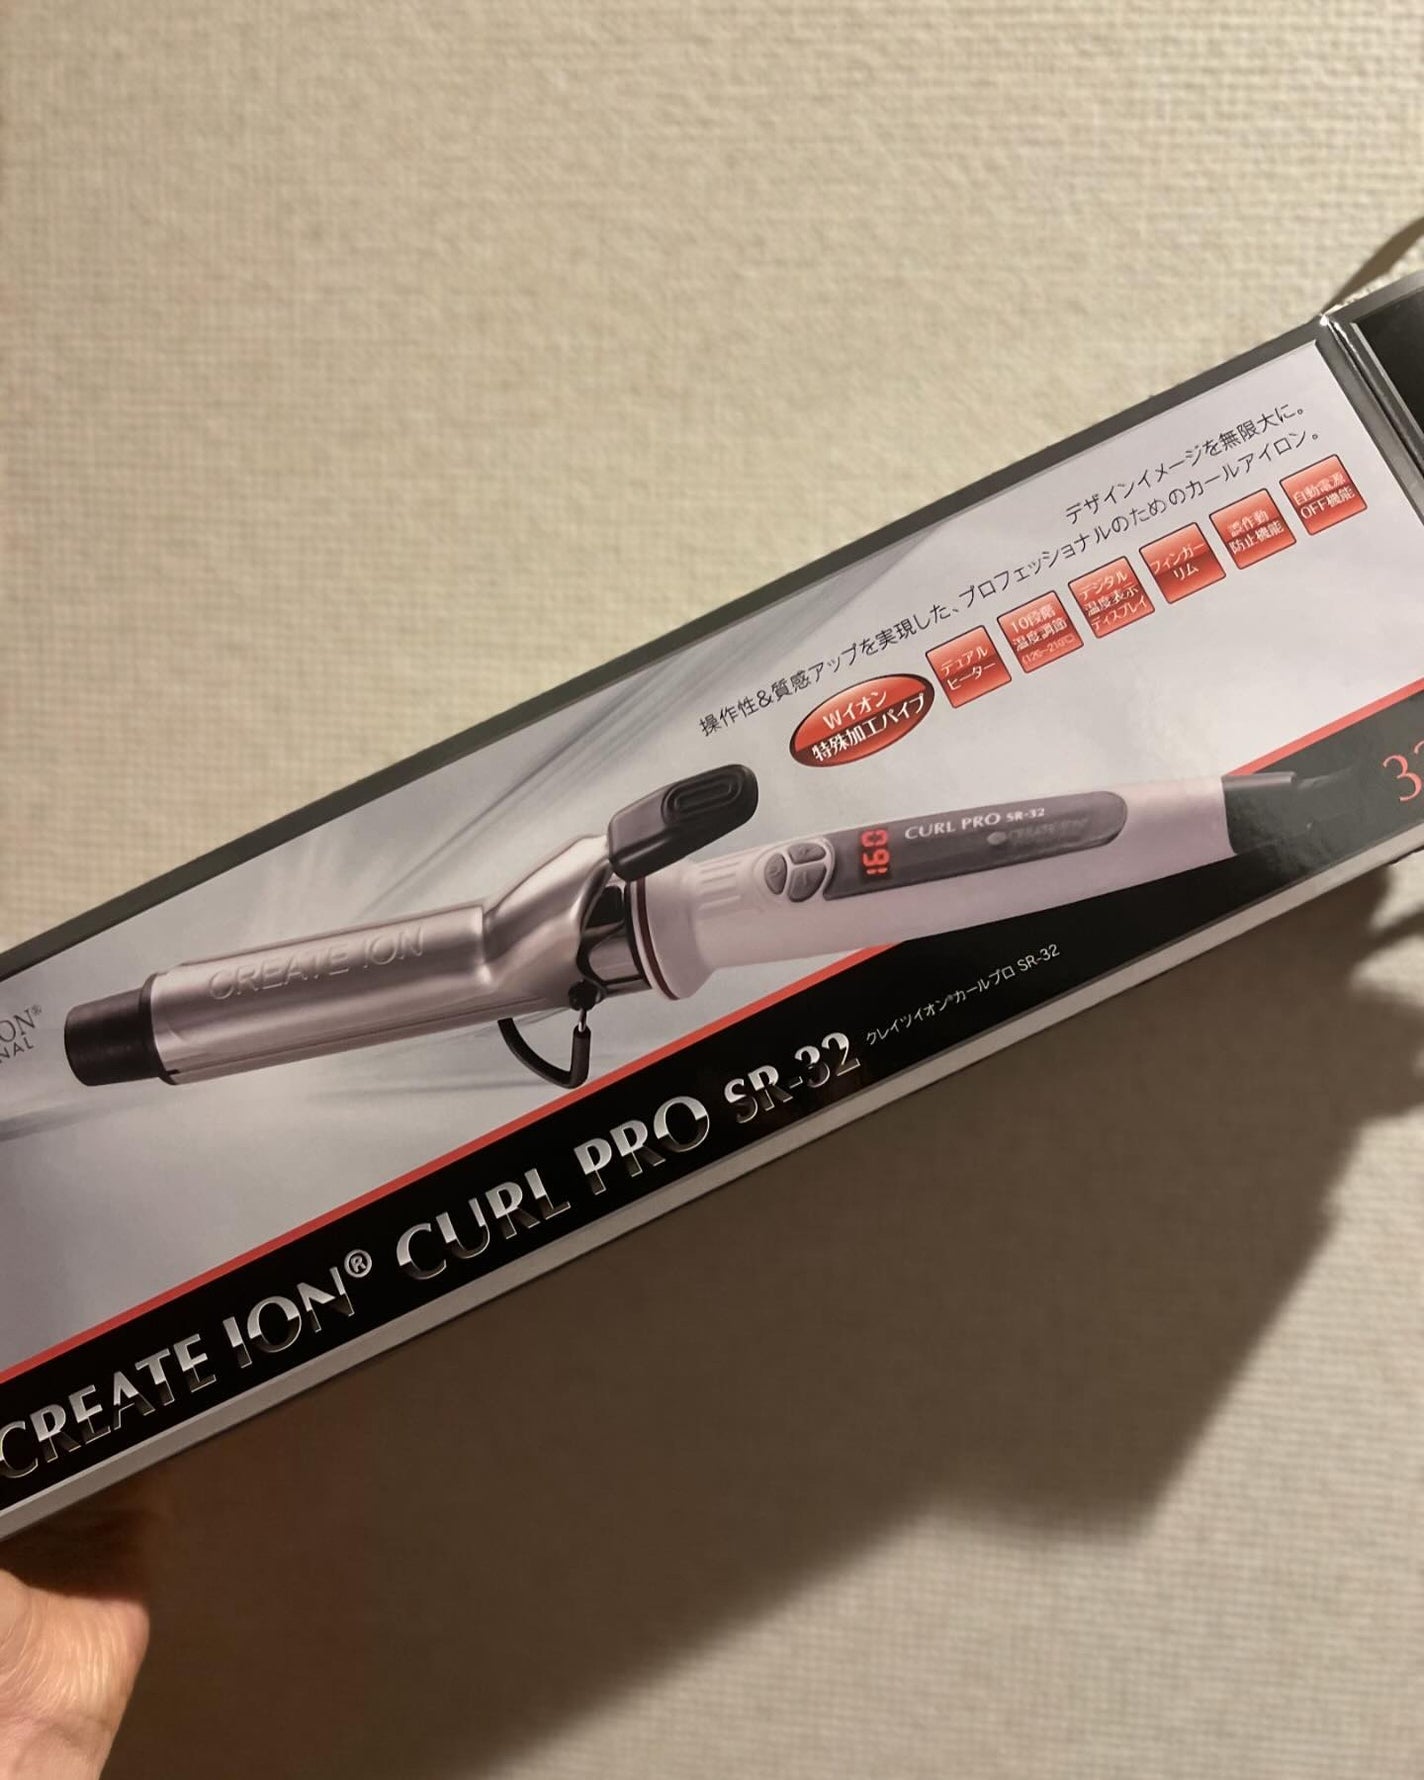 デザインイメージを無限大に。
操作性&質感アップを実現した、プロフェッショナルのためのカールアイロン。
Wイオン
特殊加工パイプ
デュアル
ヒーター
10段階
温度調節
(120~210℃)
デジタル
温度表示
ディスプレイ
フィンガー
リム
誤作動
防止機能
自動電源
OFF機能
160
CURL PRO SR-32
CREATE ION
CREATE ION
ON®
NAL
CREATE ION® CURL PRO SR-32
クレイツイオン®カールプロ SR-32